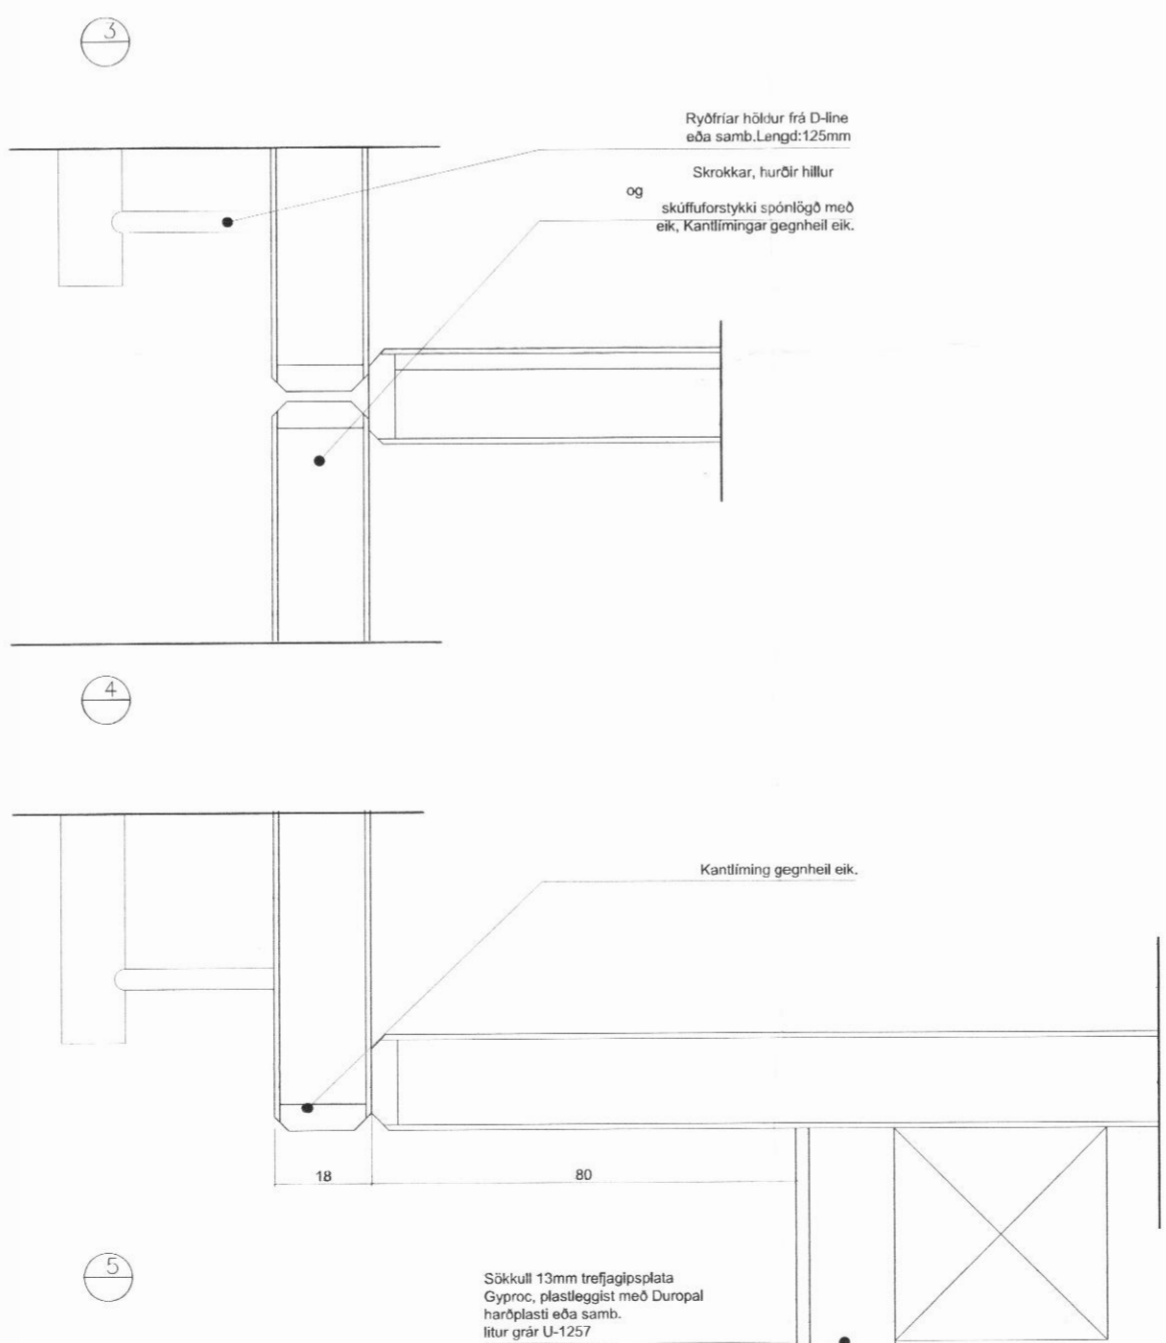 3
Ryðfríar höldur frá D-line
eða samb.Lengd:125mm
Skrokkar, hurðir hillur
og
skúffuforstykki spónlögð með
eik, Kantlímingar gegnheil eik.
4
Kantlíming gegnheil eik.
18
80
5
Sökkull 13mm trefjagipsplata
Gyproc, plastleggist með Duropal
harðplasti eða samb.
litur grár U-1257